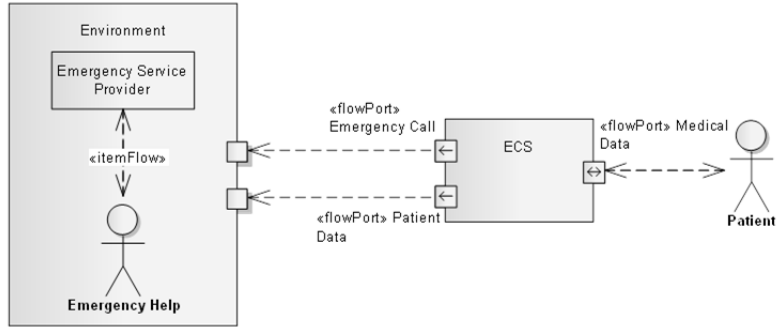 Environment
Emergency Service
Provider
«itemFlow»
Emergency Help
«flowPort»
Emergency Call
«flowPort» Patient
Data
ECS
«flowPort» Medical
Data
Patient